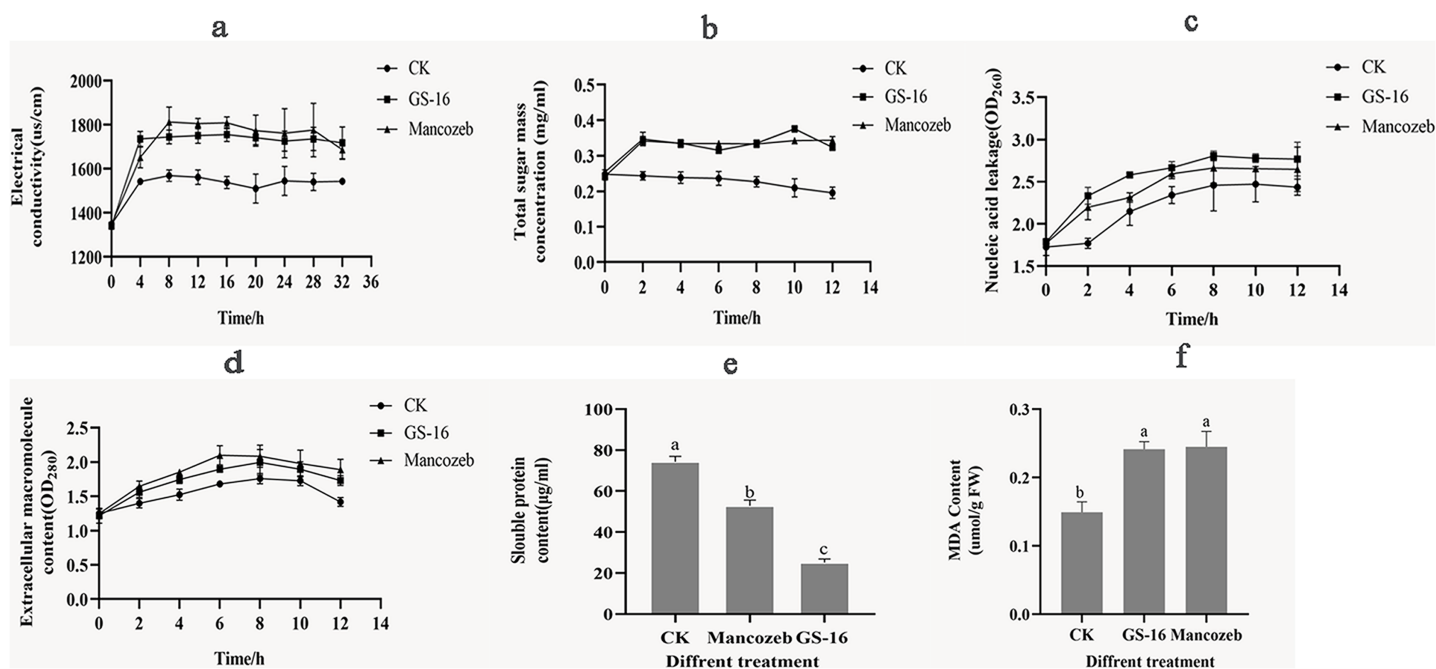 a
Electrical
conductivity(us/cm)
2000
1800
1600
1400
1200
0 4 8 12 16 20 24 28 32 36
Time/h
CK
GS-16
Mancozeb
b
Total sugar mass
concentration (mg/ml)
0.5
0.4
0.3
0.2
0.1
0.0
0 2 4 6 8 10 12 14
Time/h
CK
GS-16
Mancozeb
c
Nucleic acid leakage(OD260)
3.5
3.0
2.5
2.0
1.5
0 2 4 6 8 10 12 14
Time/h
CK
GS-16
Mancozeb
d
Extracellular macromolecule
content(OD280)
2.5
2.0
1.5
1.0
0.5
0.0
0 2 4 6 8 10 12 14
Time/h
CK
GS-16
Mancozeb
e
Slouble protein
content(μg/ml)
100
80
60
40
20
0
a
b
c
CK Mancozeb GS-16
Diffrent treatment
f
MDA Content
(umol/g FW)
0.3
0.2
0.1
0.0
b
a
a
CK GS-16 Mancozeb
Diffrent treatment